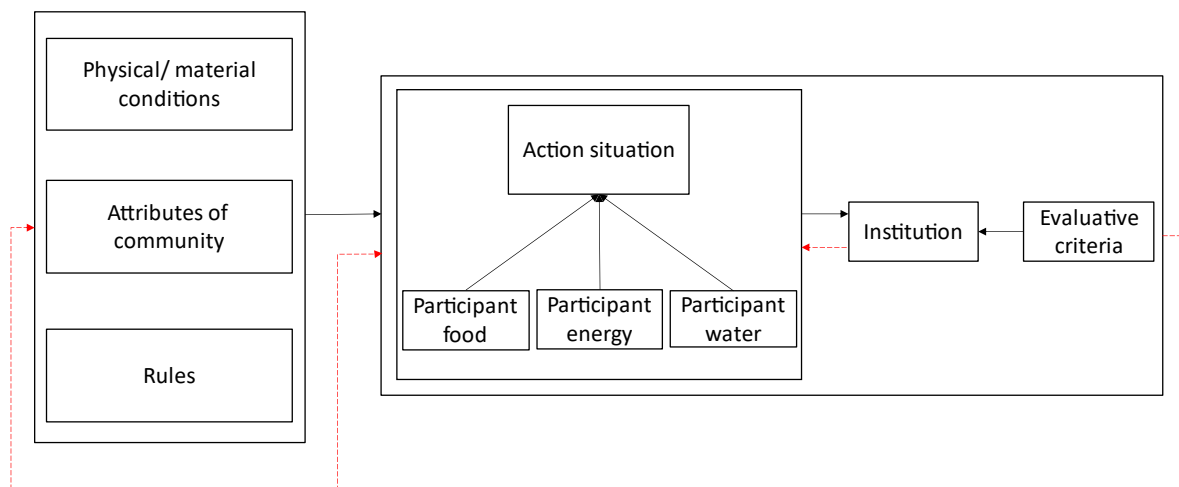 Physical/ material
conditions
Attributes of
community
Rules
Action situation
Participant
food
Participant
energy
Participant
water
Institution
Evaluative
criteria